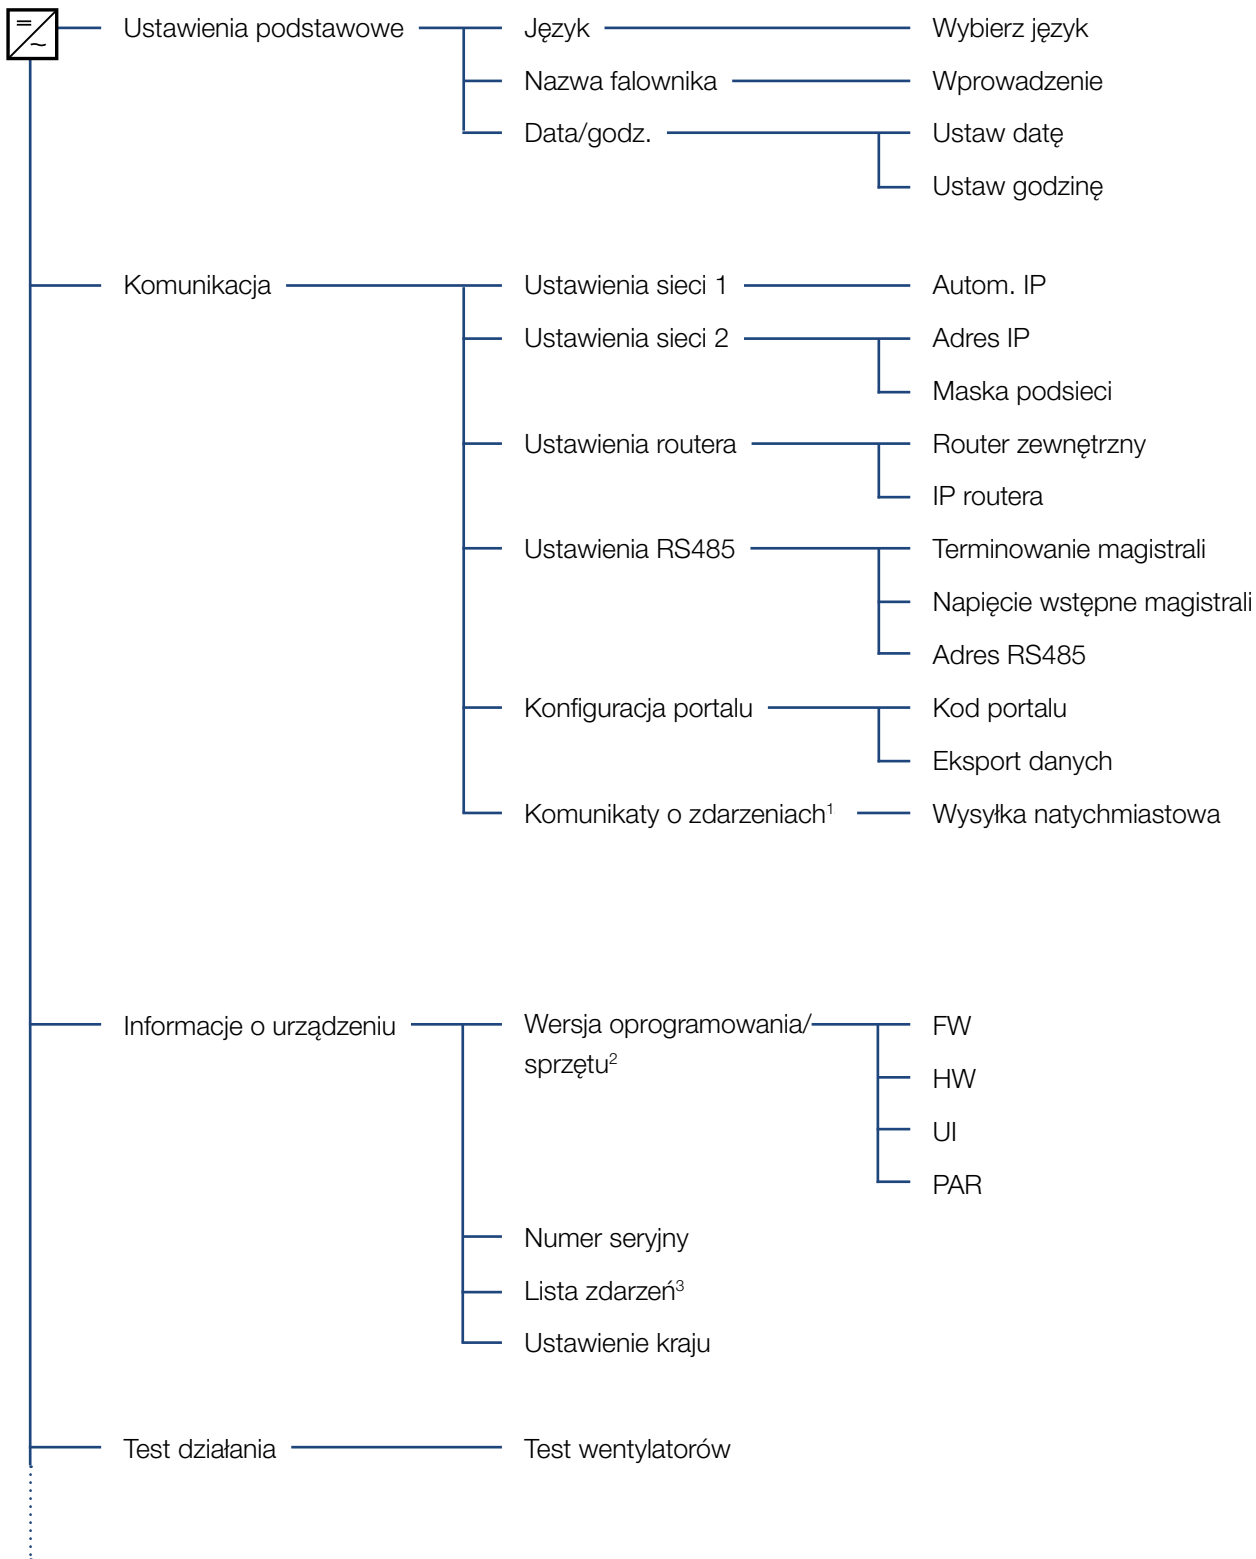 Ustawienia podstawowe Język Wybierz język
Nazwa falownika Wprowadzenie
Data/godz. Ustaw datę
Ustaw godzinę
Komunikacja Ustawienia sieci 1 Autom. IP
Ustawienia sieci 2 Adres IP
Maska podsieci
Ustawienia routera Router zewnętrzny
IP routera
Ustawienia RS485 Terminowanie magistrali
Napięcie wstępne magistrali
Adres RS485
Konfiguracja portalu Kod portalu
Eksport danych
Komunikaty o zdarzeniach¹ Wysyłka natychmiastowa
Informacje o urządzeniu Wersja oprogramowania/ FW
sprzętu²
HW
UI
PAR
Numer seryjny
Lista zdarzeń³
Ustawienie kraju
Test działania Test wentylatorów